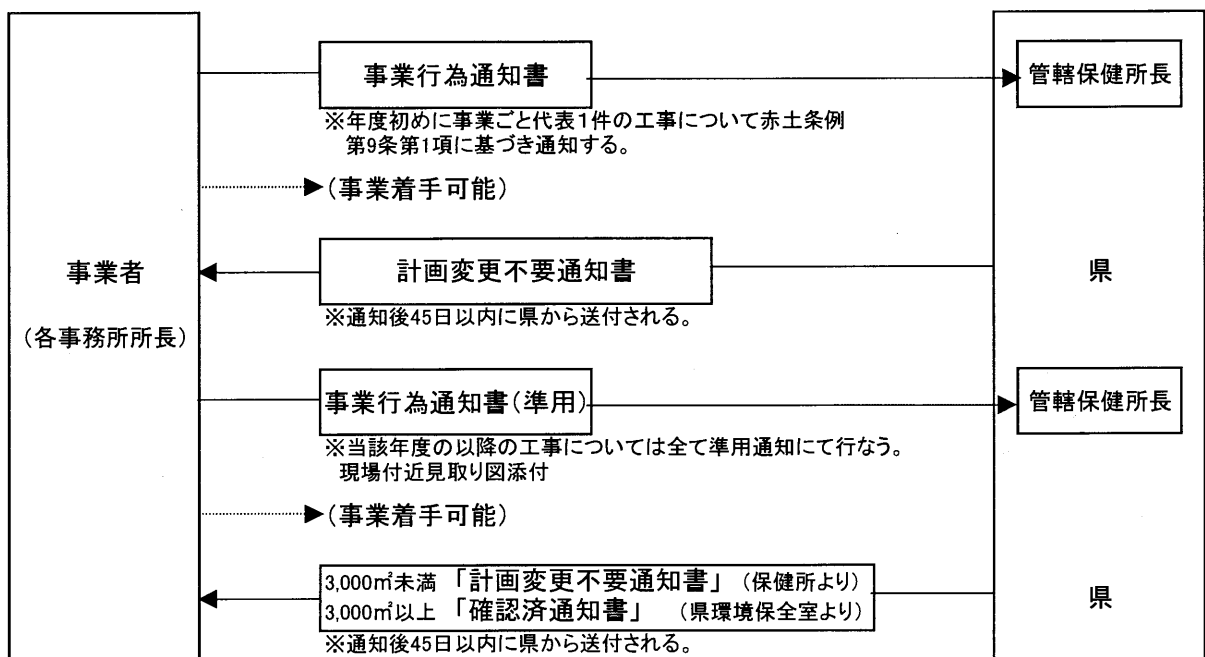 事業行為通知書
管轄保健所長
※年度初めに事業ごと代表1件の工事について赤土条例
第9条第1項に基づき通知する。
(事業着手可能)
事業者
(各事務所所長)
計画変更不要通知書
県
※通知後45日以内に県から送付される。
事業行為通知書(準用)
管轄保健所長
※当該年度の以降の工事については全て準用通知にて行なう。
現場付近見取り図添付
(事業着手可能)
3,000㎡未満 「計画変更不要通知書」 (保健所より)
3,000㎡以上 「確認済通知書」 (県環境保全室より)
県
※通知後45日以内に県から送付される。